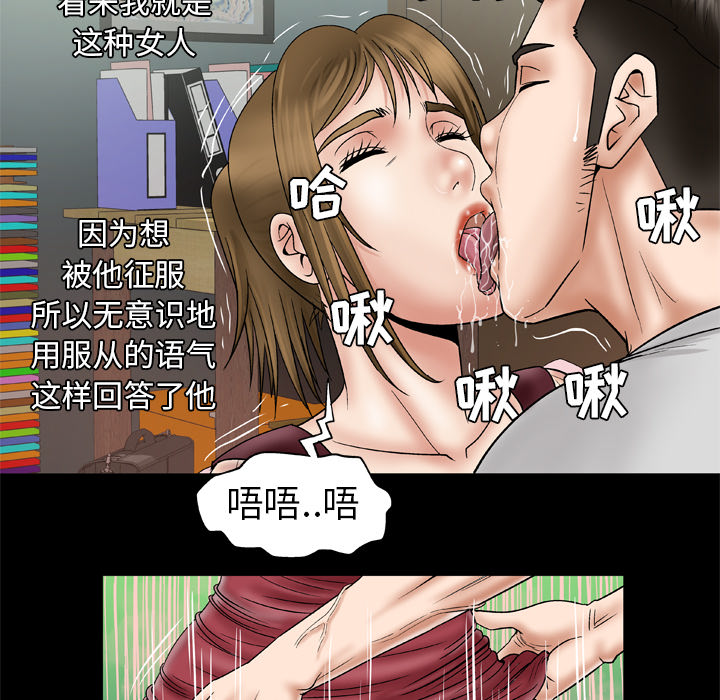 看来我就是
这种女人
哈
啾
因为想
被他征服
所以无意识地
用服从的语气
这样回答了他
啾
啾
啾
唔唔..唔